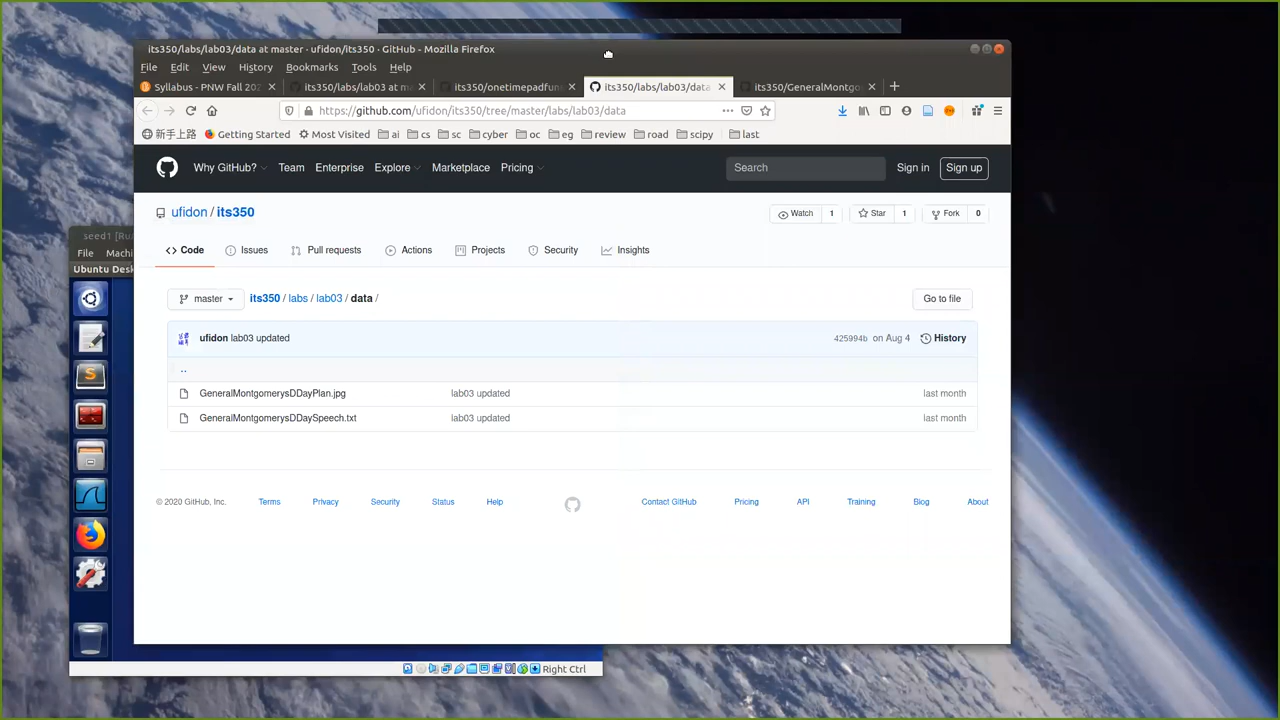 its350/labs/lab03/data at master · ufidon/its350 · GitHub - Mozilla Firefox
File Edit View History Bookmarks Tools Help
Syllabus - PNW Fall 202 its350/labs/lab03 at m its350/onetimepadfun its350/labs/lab03/data its350/GeneralMontgo
https://github.com/ufidon/its350/tree/master/labs/lab03/data
新手上路 Getting Started Most Visited ai cs sc cyber oc eg review road scipy last
Why GitHub? Team Enterprise Explore Marketplace Pricing Search Sign in Sign up
ufidon / its350 Watch 1 Star 1 Fork 0
seed1 [Ru
File Machi
Ubuntu Desk
Code Issues Pull requests Actions Projects Security Insights
master its350 / labs / lab03 / data / Go to file
ufidon lab03 updated 425994b on Aug 4 History
..
GeneralMontgomerysDDayPlan.jpg lab03 updated last month
GeneralMontgomerysDDaySpeech.txt lab03 updated last month
© 2020 GitHub, Inc. Terms Privacy Security Status Help Contact GitHub Pricing API Training Blog About
Right Ctrl